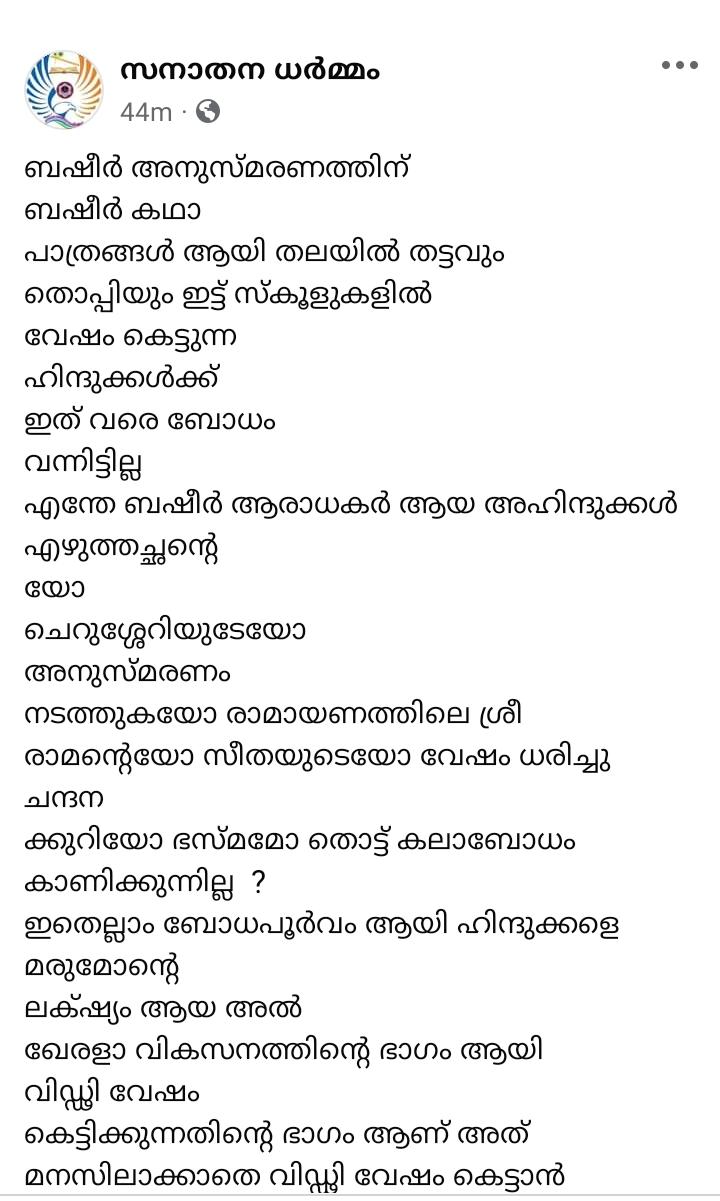 സനാതന ധർമ്മം
44m ·
ബഷീർ അനുസ്മരണത്തിന്
ബഷീർ കഥാ
പാത്രങ്ങൾ ആയി തലയിൽ തട്ടവും
തൊപ്പിയും ഇട്ട് സ്കൂളുകളിൽ
വേഷം കെട്ടുന്ന
ഹിന്ദുക്കൾക്ക്
ഇത് വരെ ബോധം
വന്നിട്ടില്ല
എന്തേ ബഷീർ ആരാധകർ ആയ അഹിന്ദുക്കൾ
എഴുത്തച്ഛന്റെ
യോ
ചെറുശ്ശേറിയുടേയോ
അനുസ്മരണം
നടത്തുകയോ രാമായണത്തിലെ ശ്രീ
രാമന്റെയോ സീതയുടെയോ വേഷം ധരിച്ചു
ചന്ദന
ക്കുറിയോ ഭസ്മമോ തൊട്ട് കലാബോധം
കാണിക്കുന്നില്ല ?
ഇതെല്ലാം ബോധപൂർവം ആയി ഹിന്ദുക്കളെ
മരുമോന്റെ
ലക്ഷ്യം ആയ അൽ
ഖേരളാ വികസനത്തിന്റെ ഭാഗം ആയി
വിഡ്ഢി വേഷം
കെട്ടിക്കുന്നതിന്റെ ഭാഗം ആണ് അത്
മനസിലാക്കാതെ വിഡ്ഢി വേഷം കെട്ടാൻ